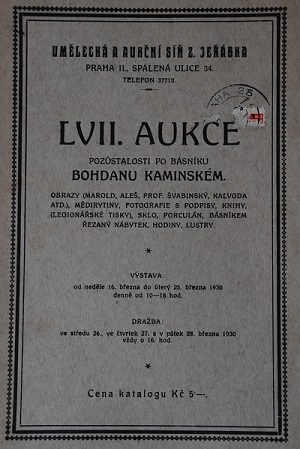 UMĚLECKÁ A AUKČNÍ SÍŇ Z. JEŘÁBKA
PRAHA II., SPÁLENÁ ULICE 34.
TELEFON 37713.
LVII. AUKCE
POZŮSTALOSTI PO BÁSNÍKU
BOHDANU KAMINSKÉM.
OBRAZY (MAROLD, ALEŠ, PROF. ŠVABINSKÝ, KALVODA
ATD.), MĚDIRYTINY, FOTOGRAFIE S PODPISY, KNIHY,
(LEGIONÁŘSKÉ TISKY), SKLO, PORCULÁN, BÁSNÍKEM
ŘEZANÝ NÁBYTEK, HODINY, LUSTRY.
VÝSTAVA:
od neděle 16. března do úterý 25. března 1930
denně od 10—18 hod.
DRAŽBA:
ve středu 26., ve čtvrtek 27. a v pátek 28. března 1930
vždy o 16. hod.
Cena katalogu Kč 5·—.